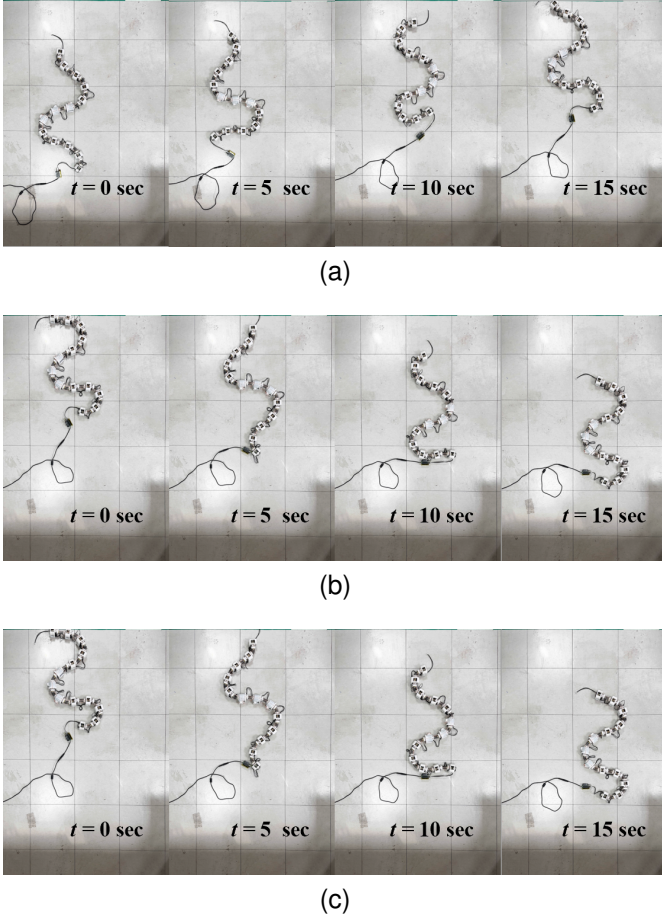 t = 0 sec
t = 5 sec
t = 10 sec
t = 15 sec
(a)
t = 0 sec
t = 5 sec
t = 10 sec
t = 15 sec
(b)
t = 0 sec
t = 5 sec
t = 10 sec
t = 15 sec
(c)